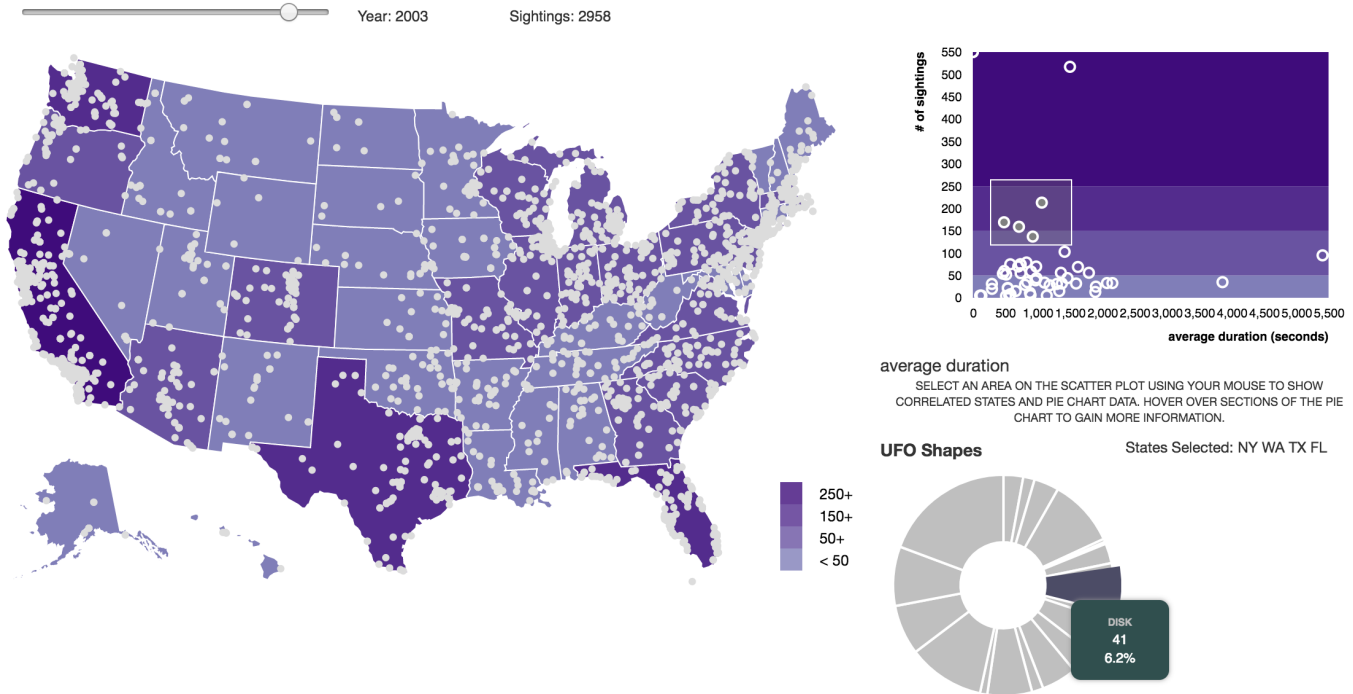 Year: 2003
Sightings: 2958
# of sightings
550
500
450
400
350
300
250
200
150
100
50
0
0 500 1,000 1,500 2,000 2,500 3,000 3,500 4,000 4,500 5,000 5,500
average duration (seconds)
average duration
SELECT AN AREA ON THE SCATTER PLOT USING YOUR MOUSE TO SHOW
CORRELATED STATES AND PIE CHART DATA. HOVER OVER SECTIONS OF THE PIE
CHART TO GAIN MORE INFORMATION.
UFO Shapes
States Selected: NY WA TX FL
250+
150+
50+
< 50
DISK
41
6.2%